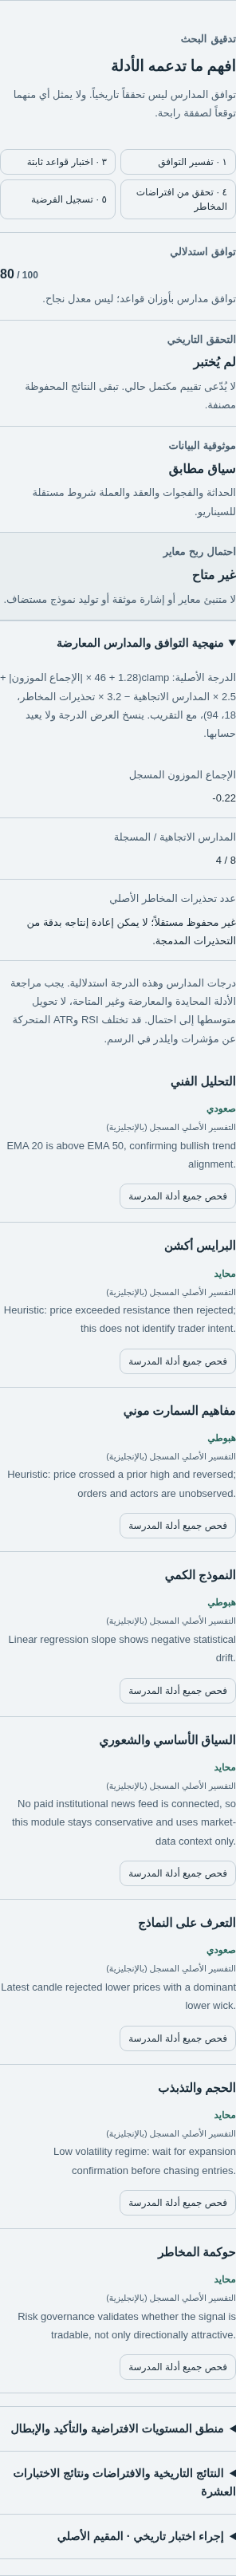 تدقيق البحث
افهم ما تدعمه الأدلة
توافق المدارس ليس تحققاً تاريخياً. ولا يمثل أي منهما
توقعاً لصفقة رابحة.
١ · تفسير التوافق
٣ · اختبار قواعد ثابتة
٤ · تحقق من افتراضات
المخاطر
٥ · تسجيل الفرضية
توافق استدلالي
80 / 100
توافق مدارس بأوزان قواعد؛ ليس معدل نجاح.
التحقق التاريخي
لم يُختبر
لا يُدّعى تقييم مكتمل حالي. تبقى النتائج المحفوظة
مصنفة.
موثوقية البيانات
سياق مطابق
الحداثة والفجوات والعقد والعملة شروط مستقلة
للسيناريو.
احتمال ربح معاير
غير متاح
لا متنبئ معاير أو إشارة موثقة أو توليد نموذج مستضاف.
▼ منهجية التوافق والمدارس المعارضة
الدرجة الأصلية: clamp(1.28 + 46 × |الإجماع الموزون| +
2.5 × المدارس الاتجاهية − 3.2 × تحذيرات المخاطر،
18، 94)، مع التقريب. ينسخ العرض الدرجة ولا يعيد
حسابها.
الإجماع الموزون المسجل
-0.22
المدارس الاتجاهية / المسجلة
4 / 8
عدد تحذيرات المخاطر الأصلي
غير محفوظ مستقلاً؛ لا يمكن إعادة إنتاجه بدقة من
التحذيرات المدمجة.
درجات المدارس وهذه الدرجة استدلالية. يجب مراجعة
الأدلة المحايدة والمعارضة وغير المتاحة، لا تحويل
متوسطها إلى احتمال. قد تختلف RSI وATR المتحركة
عن مؤشرات وايلدر في الرسم.
التحليل الفني
صعودي
التفسير الأصلي المسجل (بالإنجليزية)
EMA 20 is above EMA 50, confirming bullish trend
alignment.
فحص جميع أدلة المدرسة
البرايس أكشن
محايد
التفسير الأصلي المسجل (بالإنجليزية)
Heuristic: price exceeded resistance then rejected;
this does not identify trader intent.
فحص جميع أدلة المدرسة
مفاهيم السمارت موني
هبوطي
التفسير الأصلي المسجل (بالإنجليزية)
Heuristic: price crossed a prior high and reversed;
orders and actors are unobserved.
فحص جميع أدلة المدرسة
النموذج الكمي
هبوطي
التفسير الأصلي المسجل (بالإنجليزية)
Linear regression slope shows negative statistical
drift.
فحص جميع أدلة المدرسة
السياق الأساسي والشعوري
محايد
التفسير الأصلي المسجل (بالإنجليزية)
No paid institutional news feed is connected, so
this module stays conservative and uses market-
data context only.
فحص جميع أدلة المدرسة
التعرف على النماذج
صعودي
التفسير الأصلي المسجل (بالإنجليزية)
Latest candle rejected lower prices with a dominant
lower wick.
فحص جميع أدلة المدرسة
الحجم والتذبذب
محايد
التفسير الأصلي المسجل (بالإنجليزية)
Low volatility regime: wait for expansion
confirmation before chasing entries.
فحص جميع أدلة المدرسة
حوكمة المخاطر
محايد
التفسير الأصلي المسجل (بالإنجليزية)
Risk governance validates whether the signal is
tradable, not only directionally attractive.
فحص جميع أدلة المدرسة
◀ منطق المستويات الافتراضية والتأكيد والإبطال
◀ النتائج التاريخية والافتراضات ونتائج الاختبارات
العشرة
◀ إجراء اختبار تاريخي · المقيم الأصلي